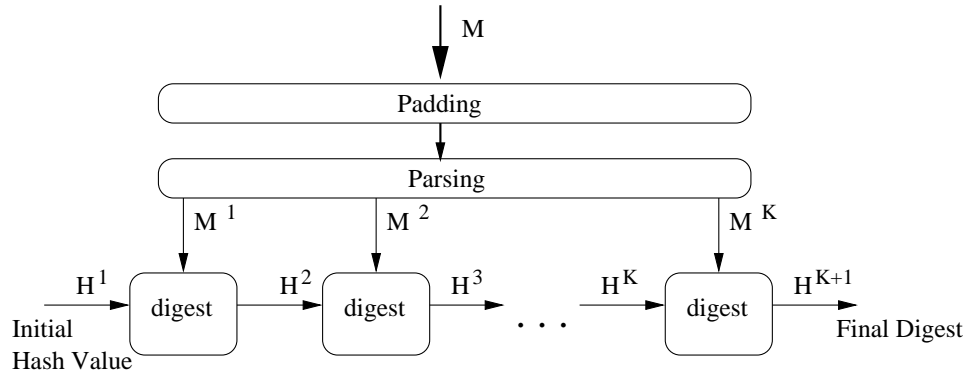 M
Padding
Parsing
M^1 M^2 M^K
H^1 digest H^2 digest H^3 . . . H^K digest H^{K+1}
Initial
Hash Value
Final Digest